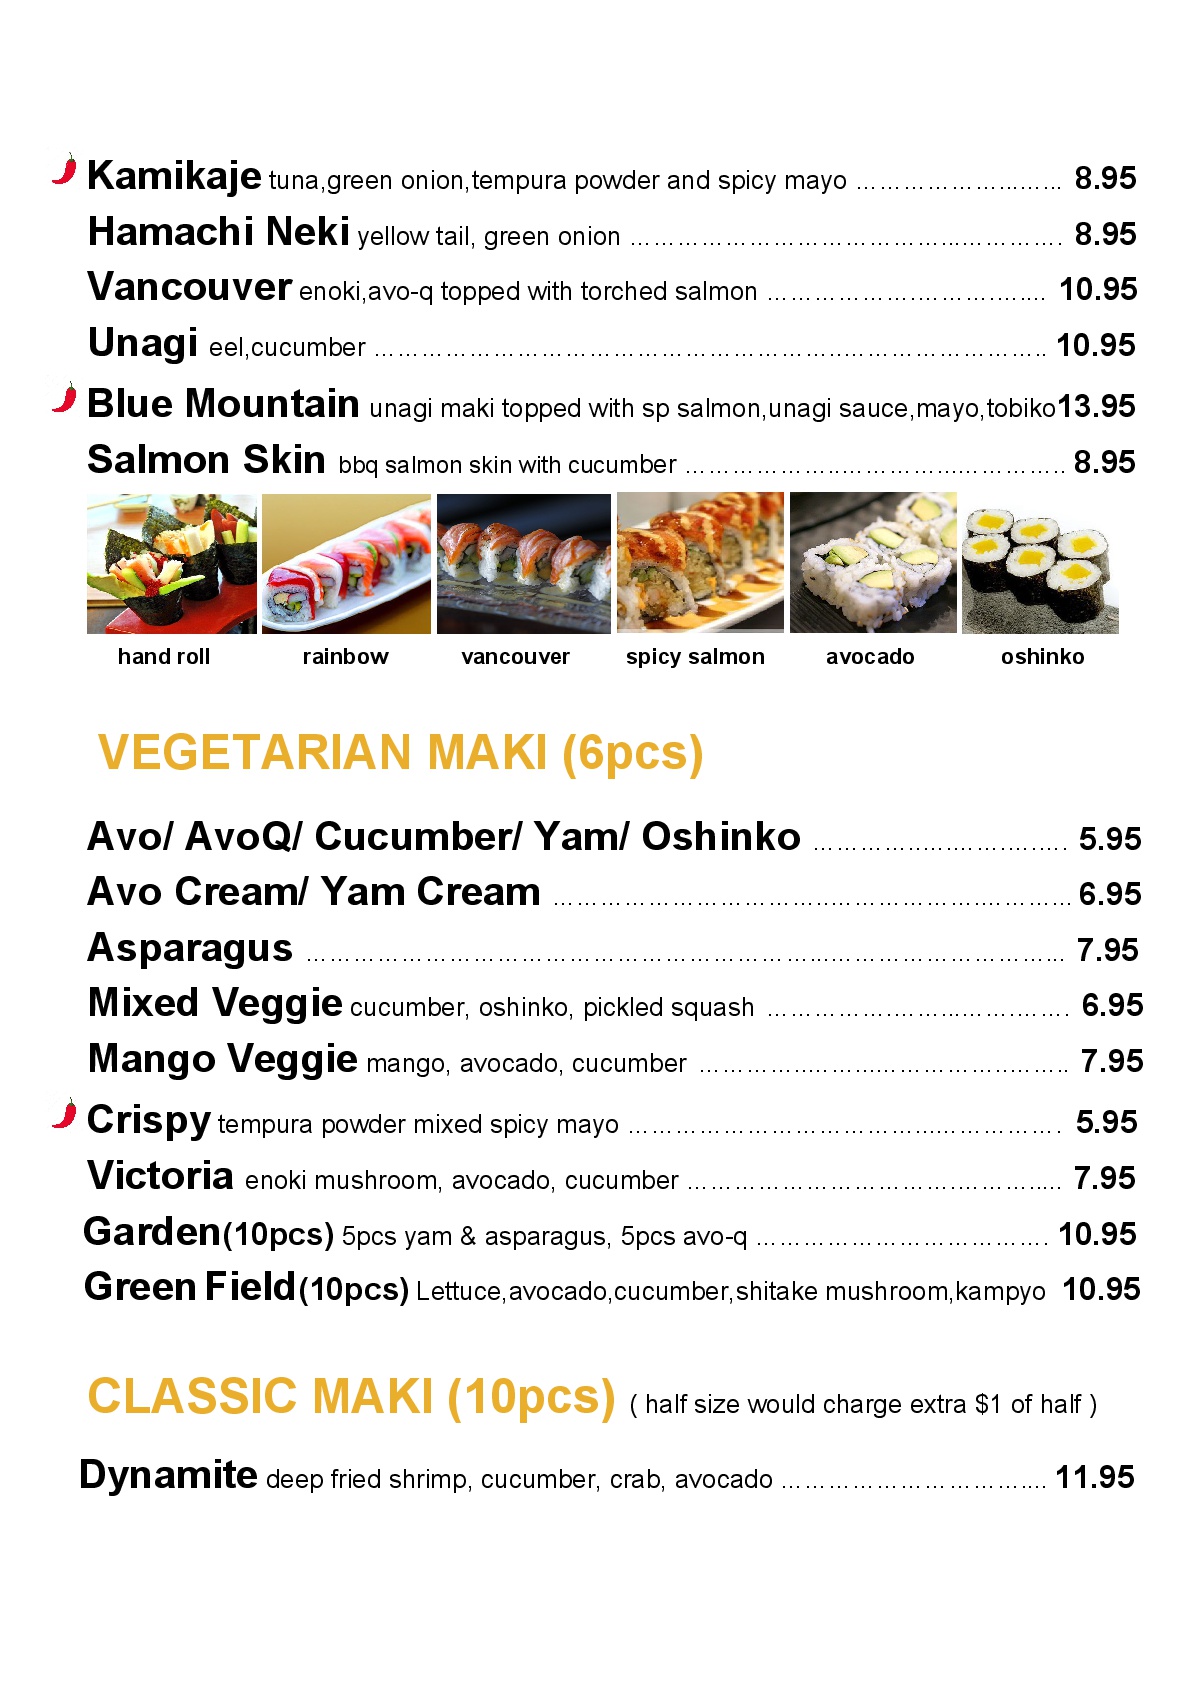 Kamikaje tuna,green onion,tempura powder and spicy mayo ........................ 8.95
Hamachi Neki yellow tail, green onion ........................ 8.95
Vancouver enoki,avo-q topped with torched salmon ........................ 10.95
Unagi eel,cucumber ........................ 10.95
Blue Mountain unagi maki topped with sp salmon,unagi sauce,mayo,tobiko13.95
Salmon Skin bbq salmon skin with cucumber ........................ 8.95
hand roll rainbow vancouver spicy salmon avocado oshinko
VEGETARIAN MAKI (6pcs)
Avo/ AvoQ/ Cucumber/ Yam/ Oshinko ........................ 5.95
Avo Cream/ Yam Cream ........................ 6.95
Asparagus ........................ 7.95
Mixed Veggie cucumber, oshinko, pickled squash ........................ 6.95
Mango Veggie mango, avocado, cucumber ........................ 7.95
Crispy tempura powder mixed spicy mayo ........................ 5.95
Victoria enoki mushroom, avocado, cucumber ........................ 7.95
Garden(10pcs) 5pcs yam & asparagus, 5pcs avo-q ........................ 10.95
Green Field(10pcs) Lettuce,avocado,cucumber,shitake mushroom,kampyo 10.95
CLASSIC MAKI (10pcs) ( half size would charge extra $1 of half )
Dynamite deep fried shrimp, cucumber, crab, avocado ........................ 11.95